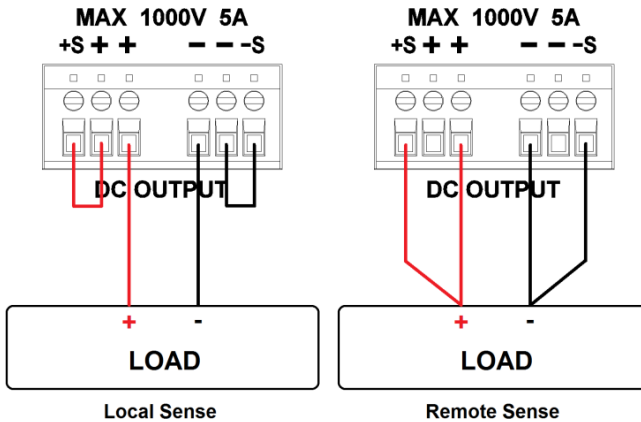 MAX 1000V 5A
+S + + − − −S
DC OUTPUT
+ -
LOAD
Local Sense
MAX 1000V 5A
+S + + − − −S
DC OUTPUT
+ -
LOAD
Remote Sense